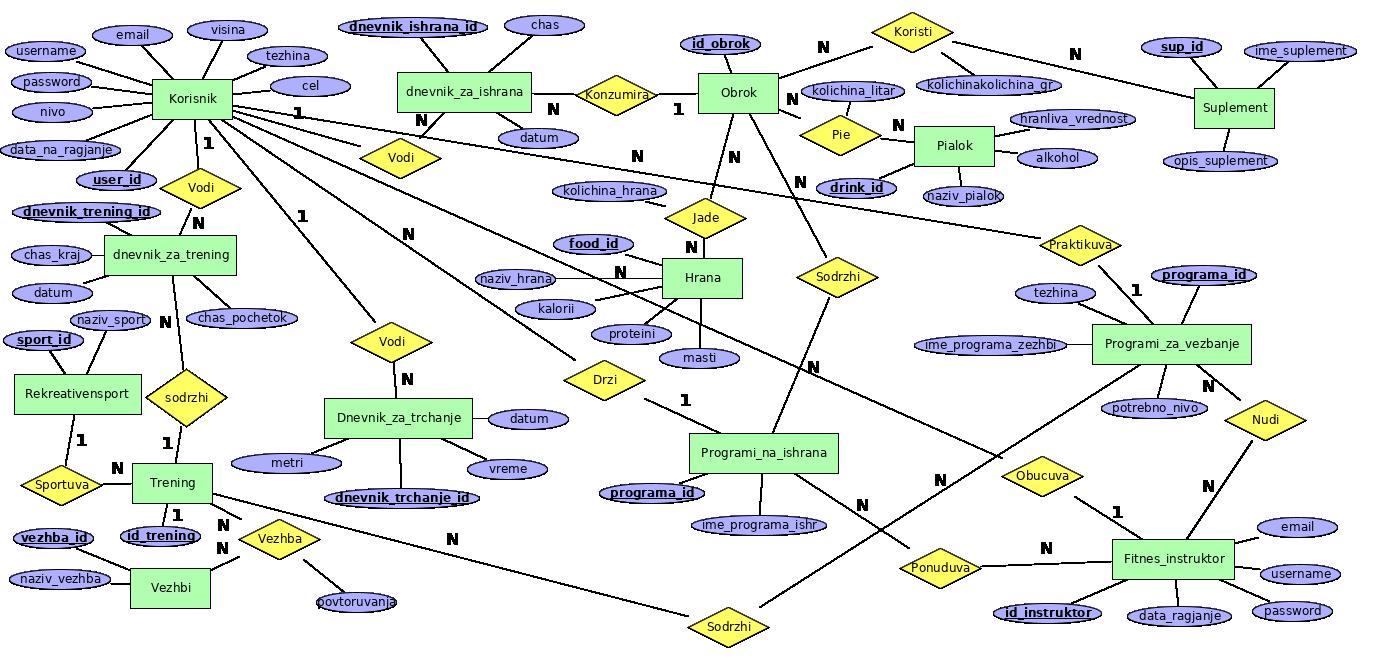 dnevnik_ishrana_id
chas
Koristi
email
visina
username
id_obrok
N
sup_id
ime_suplement
N
tezhina
password
cel
Korisnik
dnevnik_za_ishrana
Konzumira
Obrok
kolichina_litar
kolichinakolichina_gr
Suplement
nivo
1
N
1
N
N
hranliva_vrednost
N
Pie
Pialok
datum
data_na_ragjanje
1
Vodi
N
N
alkohol
opis_suplement
user_id
Vodi
kolichina_hrana
N
drink_id
naziv_pialok
dnevnik_trening_id
N
1
N
Jade
food_id
N
Praktikuva
chas_kraj
dnevnik_za_trening
naziv_hrana
N
Hrana
Sodrzhi
programa_id
datum
kalorii
tezhina
1
naziv_sport
N
chas_pochetok
proteini
sport_id
Vodi
masti
ime_programa_zezhbi
Programi_za_vezbanje
Rekreativensport
sodrzhi
N
Drzi
N
N
1
potrebno_nivo
Nudi
1
1
Dnevnik_za_trchanje
datum
Programi_na_ishrana
N
Sportuva
Trening
metri
vreme
N
Obucuva
N
1
id_trening
N
dnevnik_trchanje_id
programa_id
ime_programa_ishr
N
1
vezhba_id
N
Vezhba
N
N
email
naziv_vezhba
Vezhbi
Ponuduva
Fitnes_instruktor
username
povtoruvanja
id_instruktor
data_ragjanje
password
Sodrzhi